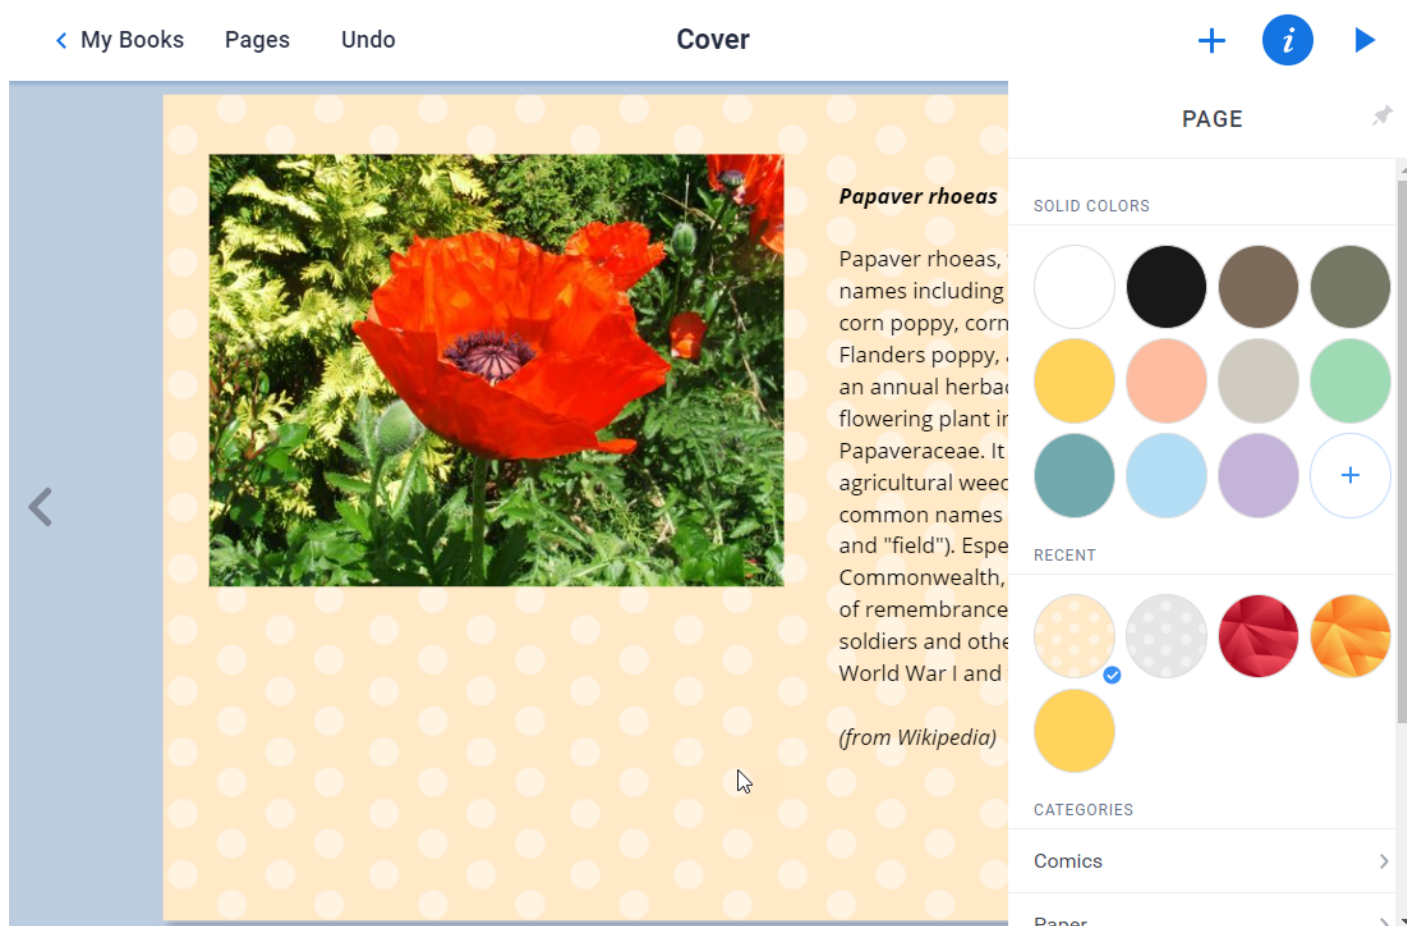 My Books Pages Undo Cover
PAGE
SOLID COLORS
Papaver rhoeas
Papaver rhoeas,
names including
corn poppy, corn
Flanders poppy,
an annual herbac
flowering plant in
Papaveraceae. It
agricultural weed
common names
and "field"). Espe
Commonwealth,
of remembrance
soldiers and othe
World War I and
(from Wikipedia)
RECENT
CATEGORIES
Comics
Paper